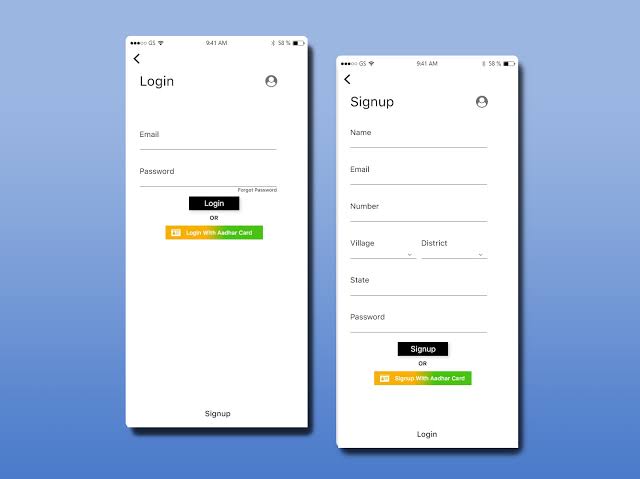 GS 9:41 AM 58 %
Login
Email
Password
Forgot Password
Login
OR
Login With Aadhar Card
Signup
GS 9:41 AM 58 %
Signup
Name
Email
Number
Village District
State
Password
Signup
OR
Signup With Aadhar Card
Login